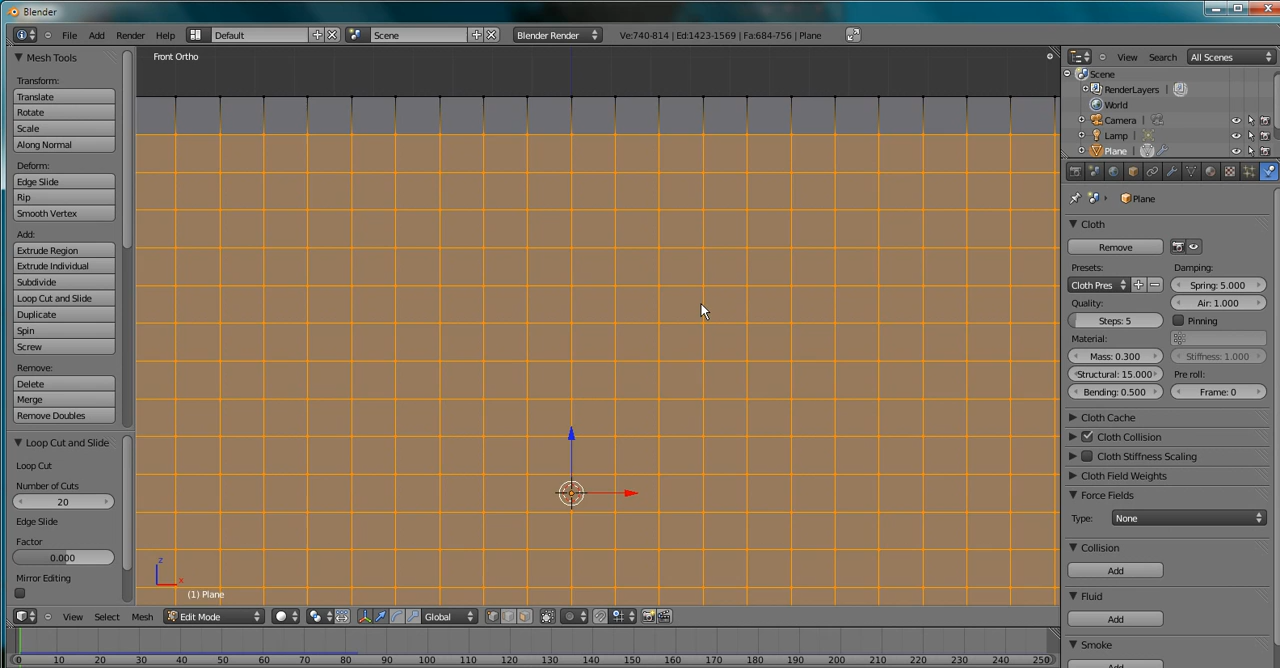 Blender
File Add Render Help Default Scene Blender Render Ve:740-814 | Ed:1423-1569 | Fa:684-756 | Plane
Mesh Tools
Transform:
Translate
Rotate
Scale
Along Normal
Deform:
Edge Slide
Rip
Smooth Vertex
Add:
Extrude Region
Extrude Individual
Subdivide
Loop Cut and Slide
Duplicate
Spin
Screw
Remove:
Delete
Merge
Remove Doubles
Loop Cut and Slide
Loop Cut
Number of Cuts
20
Edge Slide
Factor
0.000
Mirror Editing
Front Ortho
z
x
(1) Plane
View Select Mesh Edit Mode Global
0 10 20 30 40 50 60 70 80 90 100 110 120 130 140 150 160 170 180 190 200 210 220 230 240 250
View Search All Scenes
Scene
RenderLayers
World
Camera
Lamp
Plane
Plane
Cloth
Remove
Presets: Damping:
Cloth Pres Spring: 5.000
Quality: Air: 1.000
Steps: 5 Pinning
Material:
Mass: 0.300 Stiffness: 1.000
Structural: 15.000 Pre roll:
Bending: 0.500 Frame: 0
Cloth Cache
Cloth Collision
Cloth Stiffness Scaling
Cloth Field Weights
Force Fields
Type: None
Collision
Add
Fluid
Add
Smoke
Add